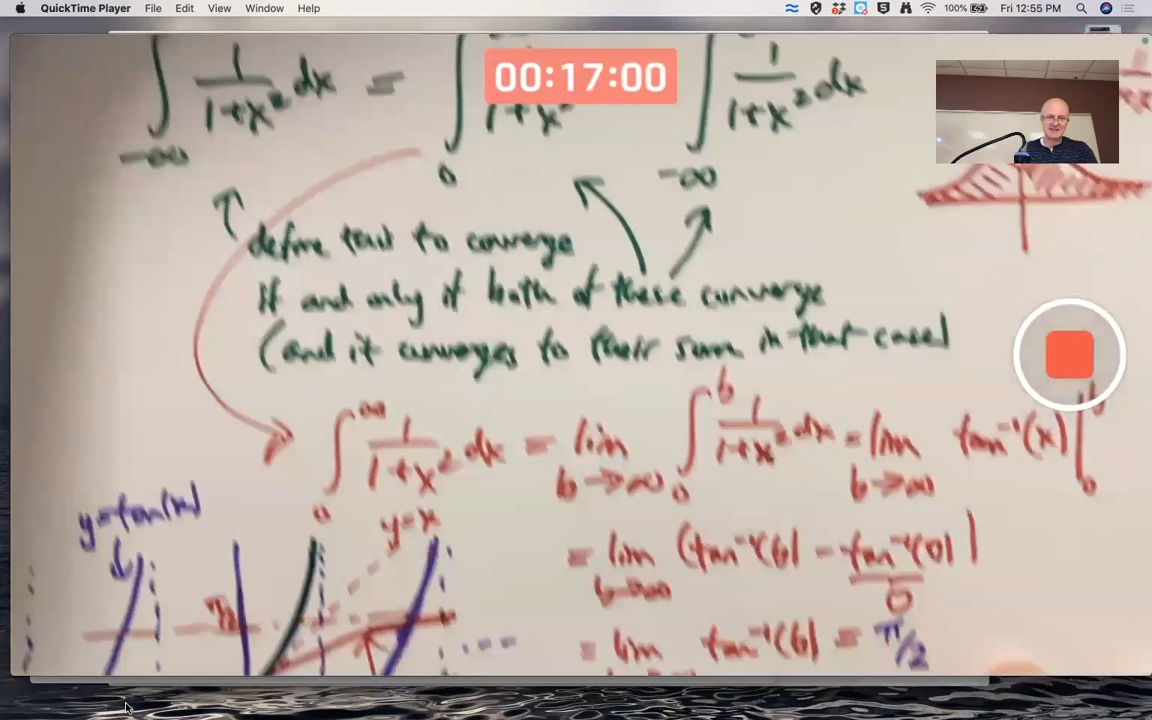 QuickTime Player File Edit View Window Help 100% Fri 12:55 PM
00:17:00
∫ 1/(1+x²) dx = ∫ 1+x² ∫ 1/(1+x²) dx
-∞ 0 -∞
define this to converge
if and only if both of these converge
(and it converges to their sum in that case)
∫₀^∞ 1/(1+x²) dx = lim b→∞ ∫₀^b 1/(1+x²) dx = lim b→∞ tan⁻¹(x) |₀^b
y=tan(x)
y=x
= lim b→∞ (tan⁻¹(b) - tan⁻¹(0))
0
π/2
= lim tan⁻¹(b) = π/2